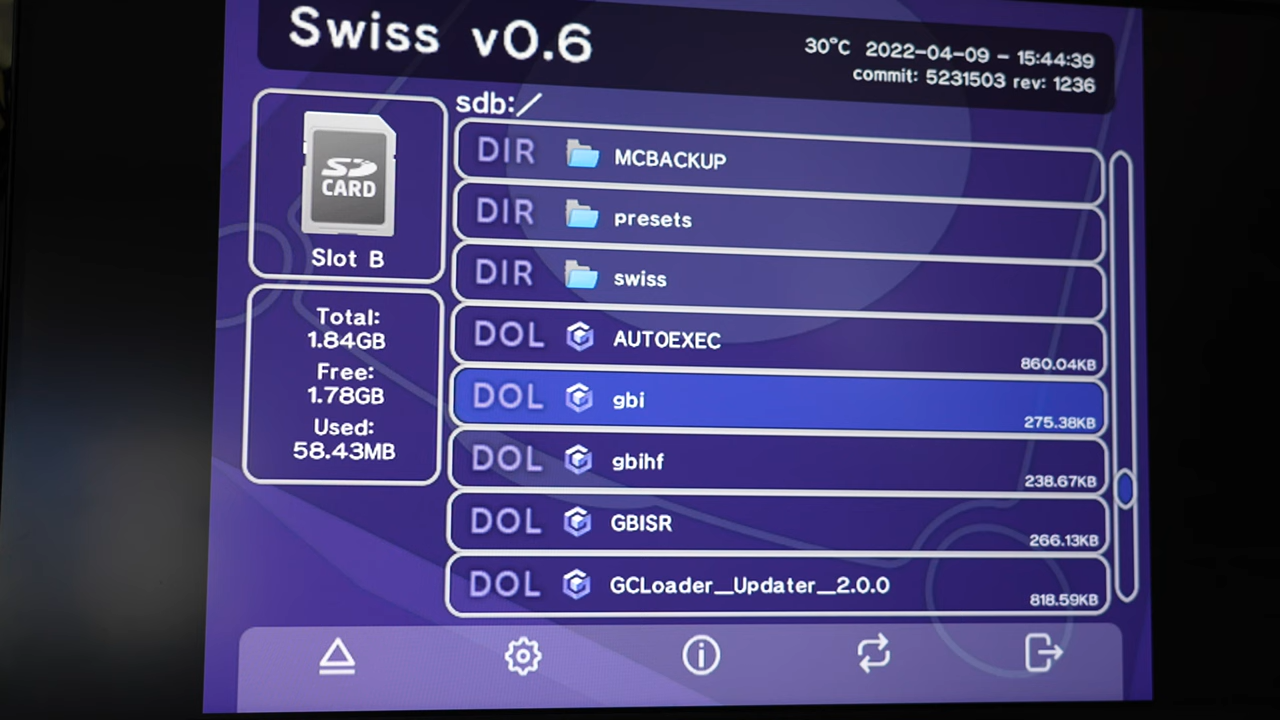 Swiss v0.6
30°C 2022-04-09 - 15:44:39
commit: 5231503 rev: 1236
sdb:/
SD
CARD
Slot B
Total:
1.84GB
Free:
1.78GB
Used:
58.43MB
DIR MCBACKUP
DIR presets
DIR swiss
DOL AUTOEXEC 860.04KB
DOL gbi 275.38KB
DOL gbihf 238.67KB
DOL GBISR 266.13KB
DOL GCLoader_Updater_2.0.0 818.59KB